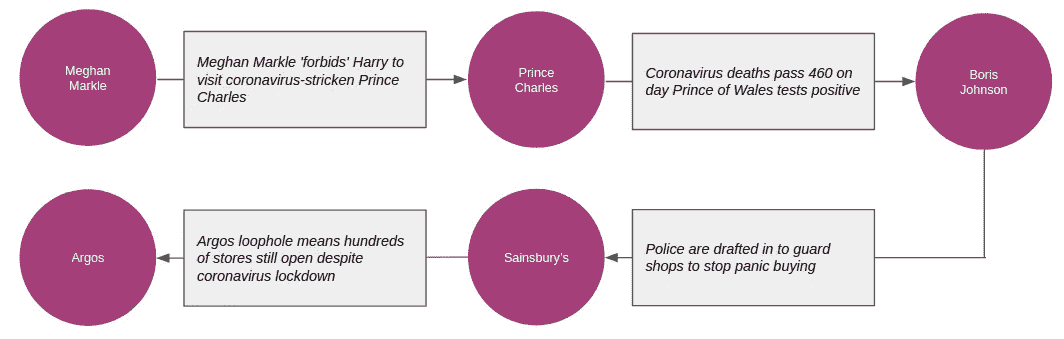 Meghan
Markle
Meghan Markle 'forbids' Harry to
visit coronavirus-stricken Prince
Charles
Prince
Charles
Coronavirus deaths pass 460 on
day Prince of Wales tests positive
Boris
Johnson
Police are drafted in to guard
shops to stop panic buying
Sainsbury's
Argos loophole means hundreds
of stores still open despite
coronavirus lockdown
Argos